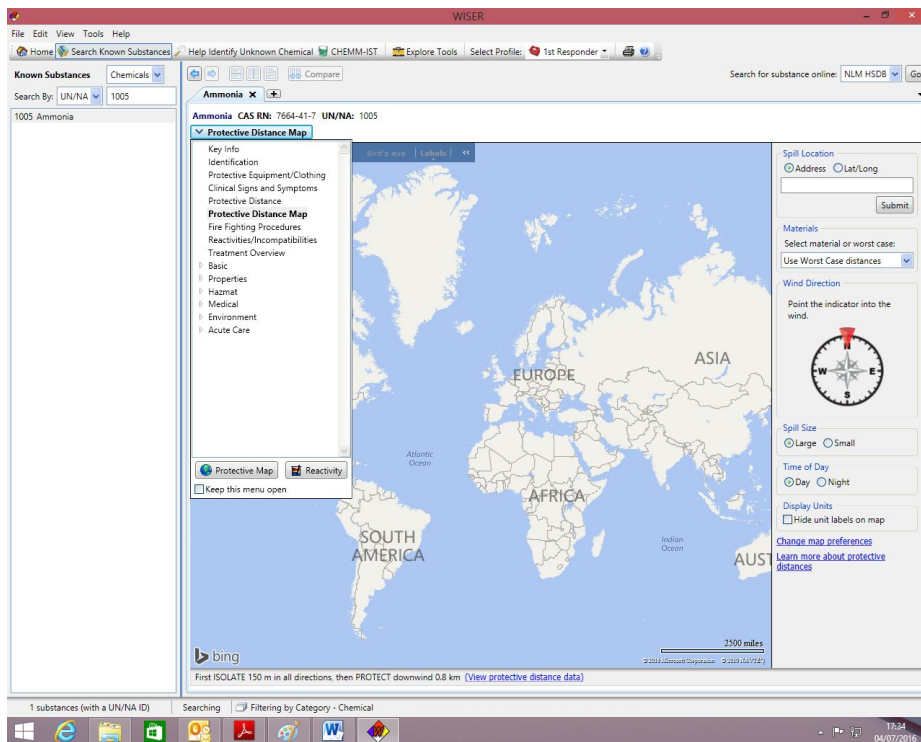 WISER
File Edit View Tools Help
Home Search Known Substances Help Identify Unknown Chemical CHEMM-IST Explore Tools Select Profile: 1st Responder
Known Substances Chemicals
Compare
Search for substance online: NLM HSDB Go
Search By: UN/NA 1005
Ammonia
1005 Ammonia
Ammonia CAS RN: 7664-41-7 UN/NA: 1005
Protective Distance Map
Key Info
Identification
Protective Equipment/Clothing
Clinical Signs and Symptoms
Protective Distance
Protective Distance Map
Fire Fighting Procedures
Reactivities/Incompatibilities
Treatment Overview
Basic
Properties
Hazmat
Medical
Environment
Acute Care
Protective Map Reactivity
Keep this menu open
Bird's eye Labels «
EUROPE
ASIA
Atlantic
Ocean
AFRICA
SOUTH
AMERICA
Indian
Ocean
AUST
2500 miles
bing
Spill Location
Address Lat/Long
Submit
Materials
Select material or worst case:
Use Worst Case distances
Wind Direction
Point the indicator into the
wind.
N
W E
S
Spill Size
Large Small
Time of Day
Day Night
Display Units
Hide unit labels on map
Change map preferences
Learn more about protective
distances
First ISOLATE 150 m in all directions, then PROTECT downwind 0.8 km (View protective distance data)
1 substances (with a UN/NA ID) Searching Filtering by Category - Chemical
17:34
04/07/2016